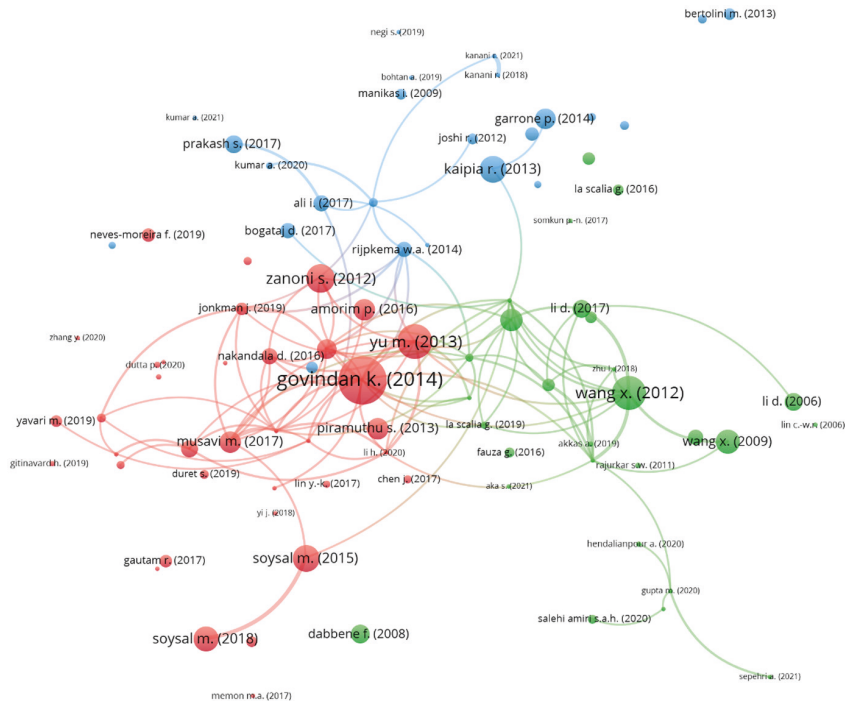 bertolini m. (2013)
negi s. (2019)
kanani r. (2021)
bohtan a. (2019)
kanani r. (2018)
manikas i. (2009)
kumar a. (2021)
garrone p. (2014)
prakash s. (2017)
joshi r. (2012)
kumar a. (2020)
kaipia r. (2013)
la scalia g. (2016)
ali i. (2017)
somkun p.-n. (2017)
bogataj d. (2017)
neves-moreira f. (2019)
rijpkema w.a. (2014)
zanoni s. (2012)
jonkman j. (2019)
amorim p. (2016)
li d. (2017)
zhang y. (2020)
yu m. (2013)
nakandala d. (2016)
dutta p. (2020)
zhu l. (2018)
govindan k. (2014)
wang x. (2012)
li d. (2006)
yavari m. (2019)
piramuthu s. (2013)
la scalia g. (2019)
lin c.-w.r. (2006)
musavi m. (2017)
akkas a. (2019)
wang x. (2009)
li h. (2020)
fauza g. (2016)
gitinavard h. (2019)
rajurkar s.w. (2011)
duret s. (2019)
lin y.-k. (2017)
chen j. (2017)
aka s. (2021)
yi j. (2018)
hendalianpour a. (2020)
gautam r. (2017)
soysal m. (2015)
gupta m. (2020)
salehi amiri s.a.h. (2020)
soysal m. (2018)
dabbene f. (2008)
sepehri a. (2021)
memon m.a. (2017)